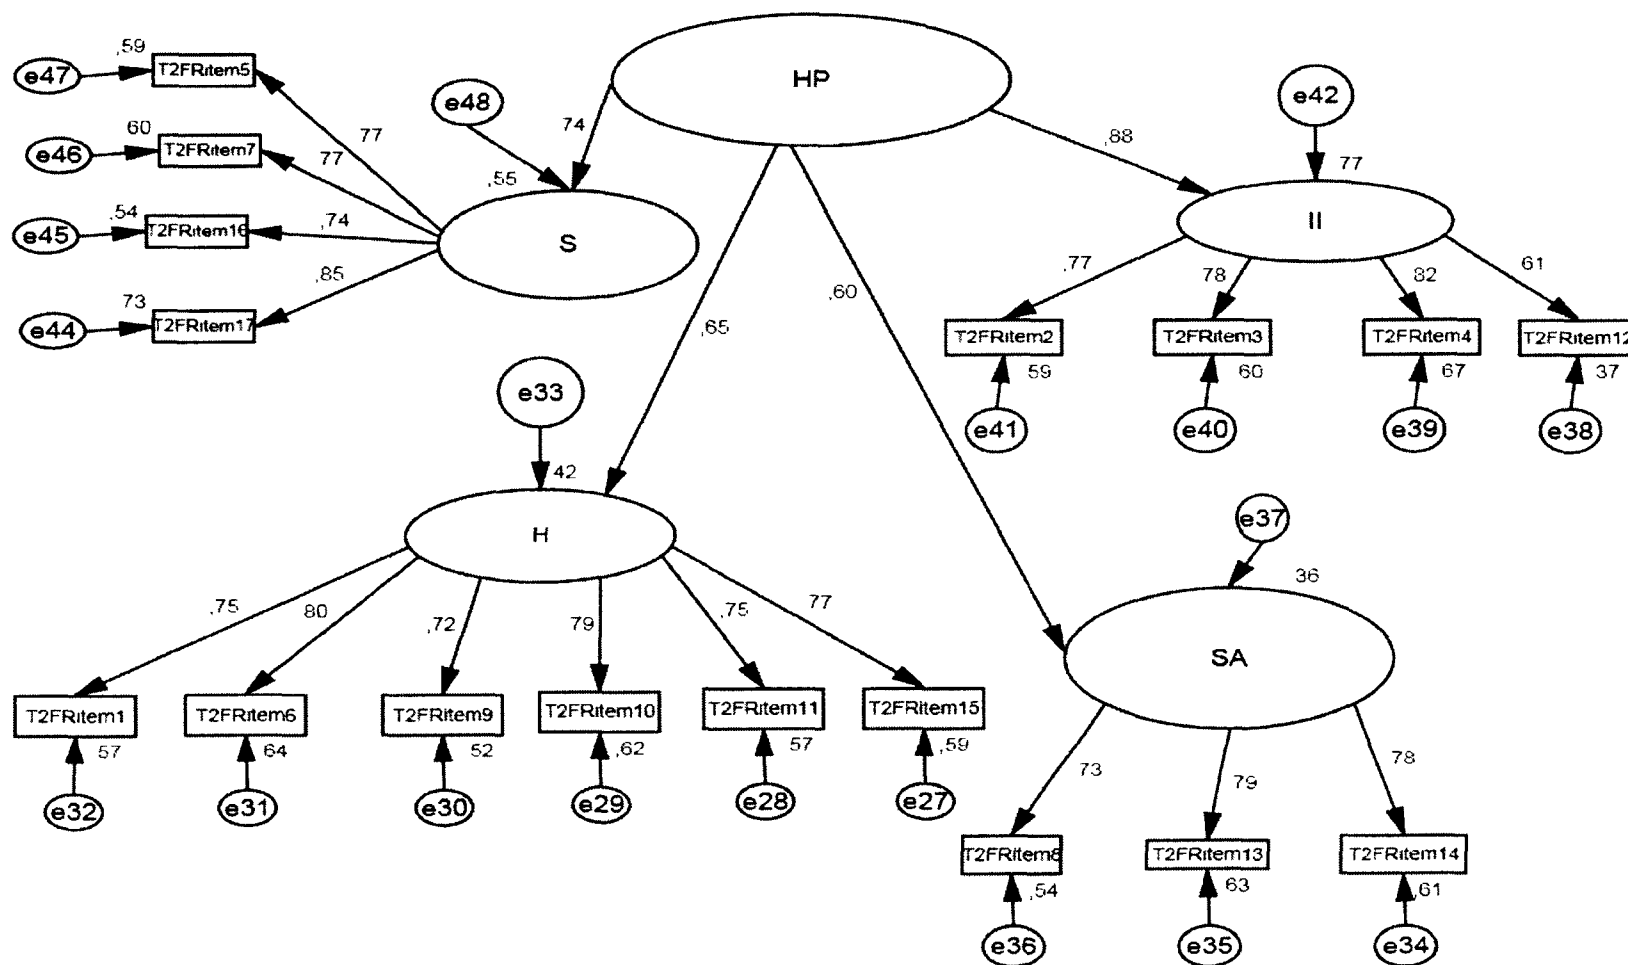 HP
,59
e47
T2FRitem5
77
60
e46
T2FRitem7
77
,54
e45
T2FRitem16
,74
73
e44
T2FRitem17
,85
e48
74
,55
S
,88
e42
77
II
,77
78
82
61
T2FRitem2
T2FRitem3
T2FRitem4
T2FRitem12
59
60
67
37
e41
e40
e39
e38
,65
,60
e33
42
H
,75
80
,72
79
,75
77
T2FRitem1
T2FRitem6
T2FRitem9
T2FRitem10
T2FRitem11
T2FRitem15
57
64
52
,62
57
,59
e32
e31
e30
e29
e28
e27
e37
36
SA
73
79
78
T2FRitem8
T2FRitem13
T2FRitem14
,54
63
,61
e36
e35
e34